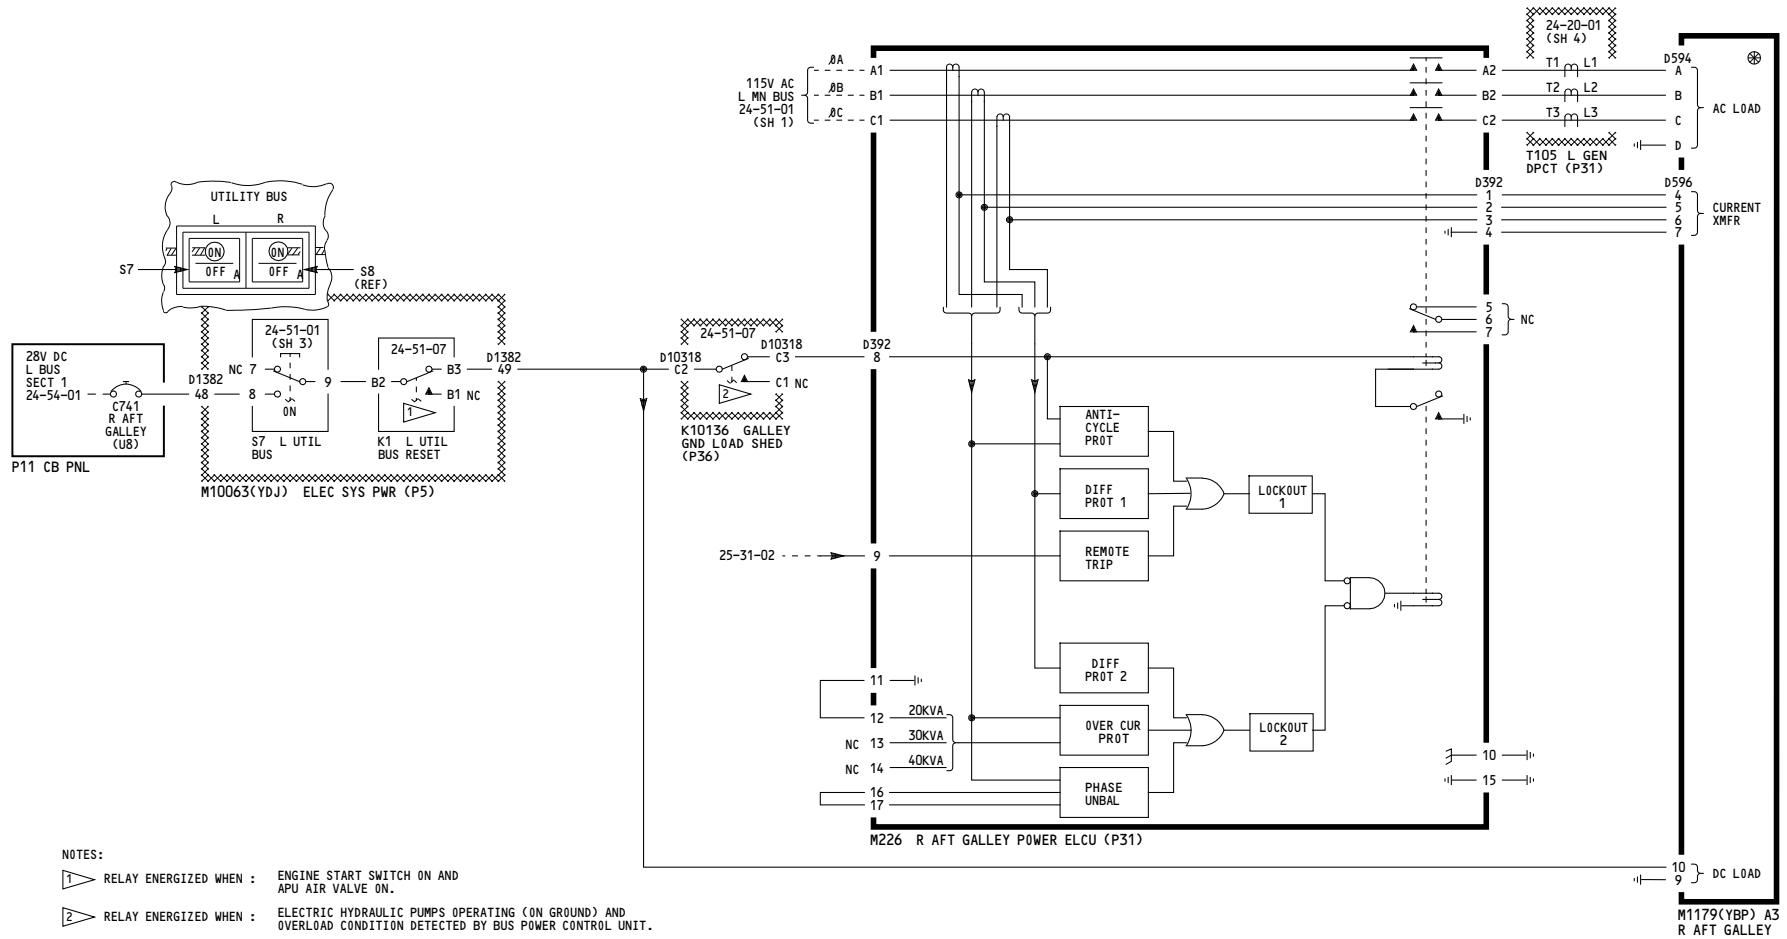 24-20-01
(SH 4)
115V AC
L MN BUS
24-51-01
(SH 1)
ØA
ØB
ØC
A1
B1
C1
A2
B2
C2
T1 L1
T2 L2
T3 L3
T105 L GEN
DPCT (P31)
D594
A
B
C
D
AC LOAD
D392
1
2
3
4
D596
4
5
6
7
CURRENT
XMFR
5
6
7
NC
UTILITY BUS
L R
ON ON
OFF A OFF A
S7
S8
(REF)
28V DC
L BUS
SECT 1
24-54-01
C741
R AFT
GALLEY
(U8)
P11 CB PNL
D1382
48
24-51-01
(SH 3)
NC 7
8
9
ON
S7 L UTIL
BUS
24-51-07
B2
B3
B1 NC
1
K1 L UTIL
BUS RESET
D1382
49
M10063(YDJ) ELEC SYS PWR (P5)
24-51-07
D10318
C2
D10318
C3
C1 NC
2
K10136 GALLEY
GND LOAD SHED
(P36)
D392
8
ANTI-
CYCLE
PROT
DIFF
PROT 1
REMOTE
TRIP
LOCKOUT
1
25-31-02
9
DIFF
PROT 2
OVER CUR
PROT
PHASE
UNBAL
LOCKOUT
2
11
12 20KVA
NC 13 30KVA
NC 14 40KVA
16
17
10
15
M226 R AFT GALLEY POWER ELCU (P31)
10
9
DC LOAD
M1179(YBP) A3
R AFT GALLEY
NOTES:
1 RELAY ENERGIZED WHEN : ENGINE START SWITCH ON AND
APU AIR VALVE ON.
2 RELAY ENERGIZED WHEN : ELECTRIC HYDRAULIC PUMPS OPERATING (ON GROUND) AND
OVERLOAD CONDITION DETECTED BY BUS POWER CONTROL UNIT.